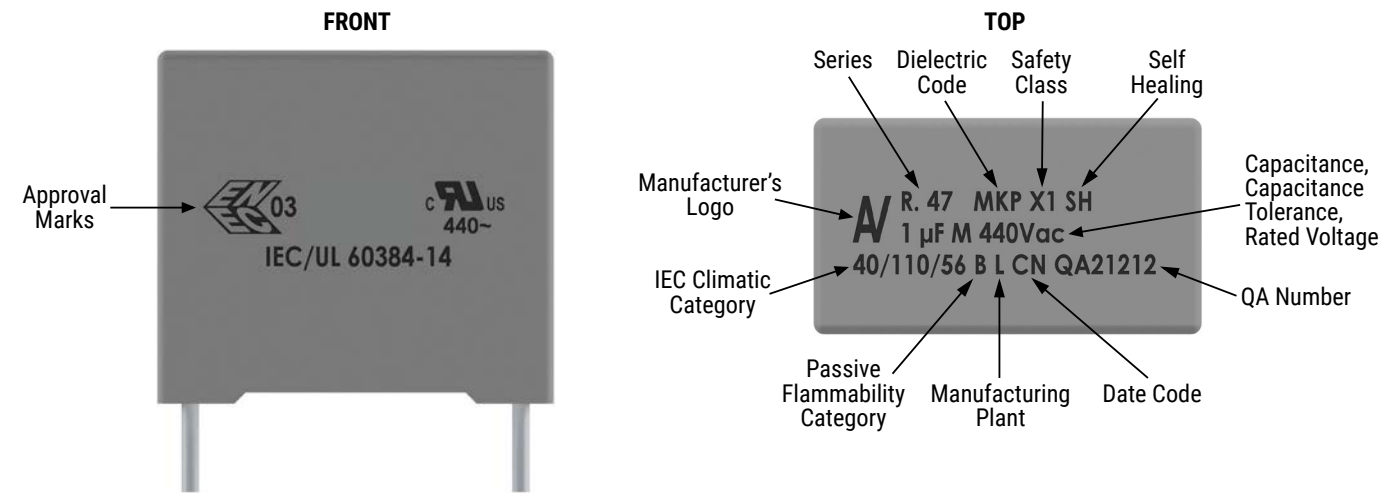 FRONT
Approval
Marks
ENEC 03
C RU US
440~
IEC/UL 60384-14
TOP
Series
Dielectric
Code
Safety
Class
Self
Healing
Manufacturer's
Logo
R. 47 MKP X1 SH
1 µF M 440Vac
40/110/56 B L CN QA21212
Capacitance,
Capacitance
Tolerance,
Rated Voltage
IEC Climatic
Category
QA Number
Passive
Flammability
Category
Manufacturing
Plant
Date Code